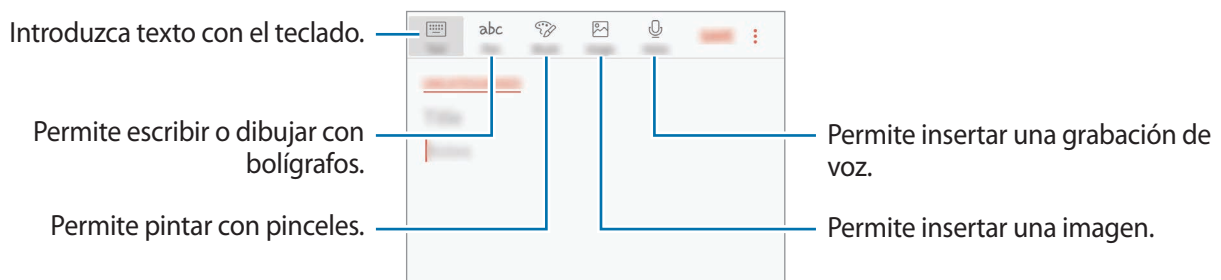 Introduzca texto con el teclado.
abc
Permite escribir o dibujar con
bolígrafos.
Permite pintar con pinceles.
Permite insertar una grabación de
voz.
Permite insertar una imagen.